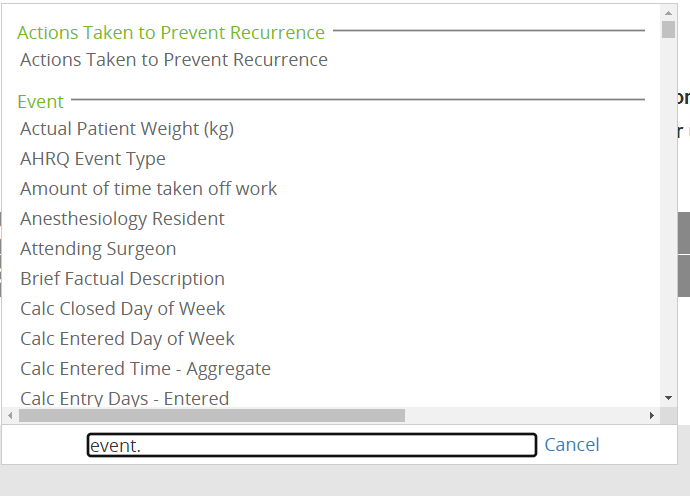 Actions Taken to Prevent Recurrence
Actions Taken to Prevent Recurrence
Event
Actual Patient Weight (kg)
AHRQ Event Type
Amount of time taken off work
Anesthesiology Resident
Attending Surgeon
Brief Factual Description
Calc Closed Day of Week
Calc Entered Day of Week
Calc Entered Time - Aggregate
Calc Entry Days - Entered
event. Cancel